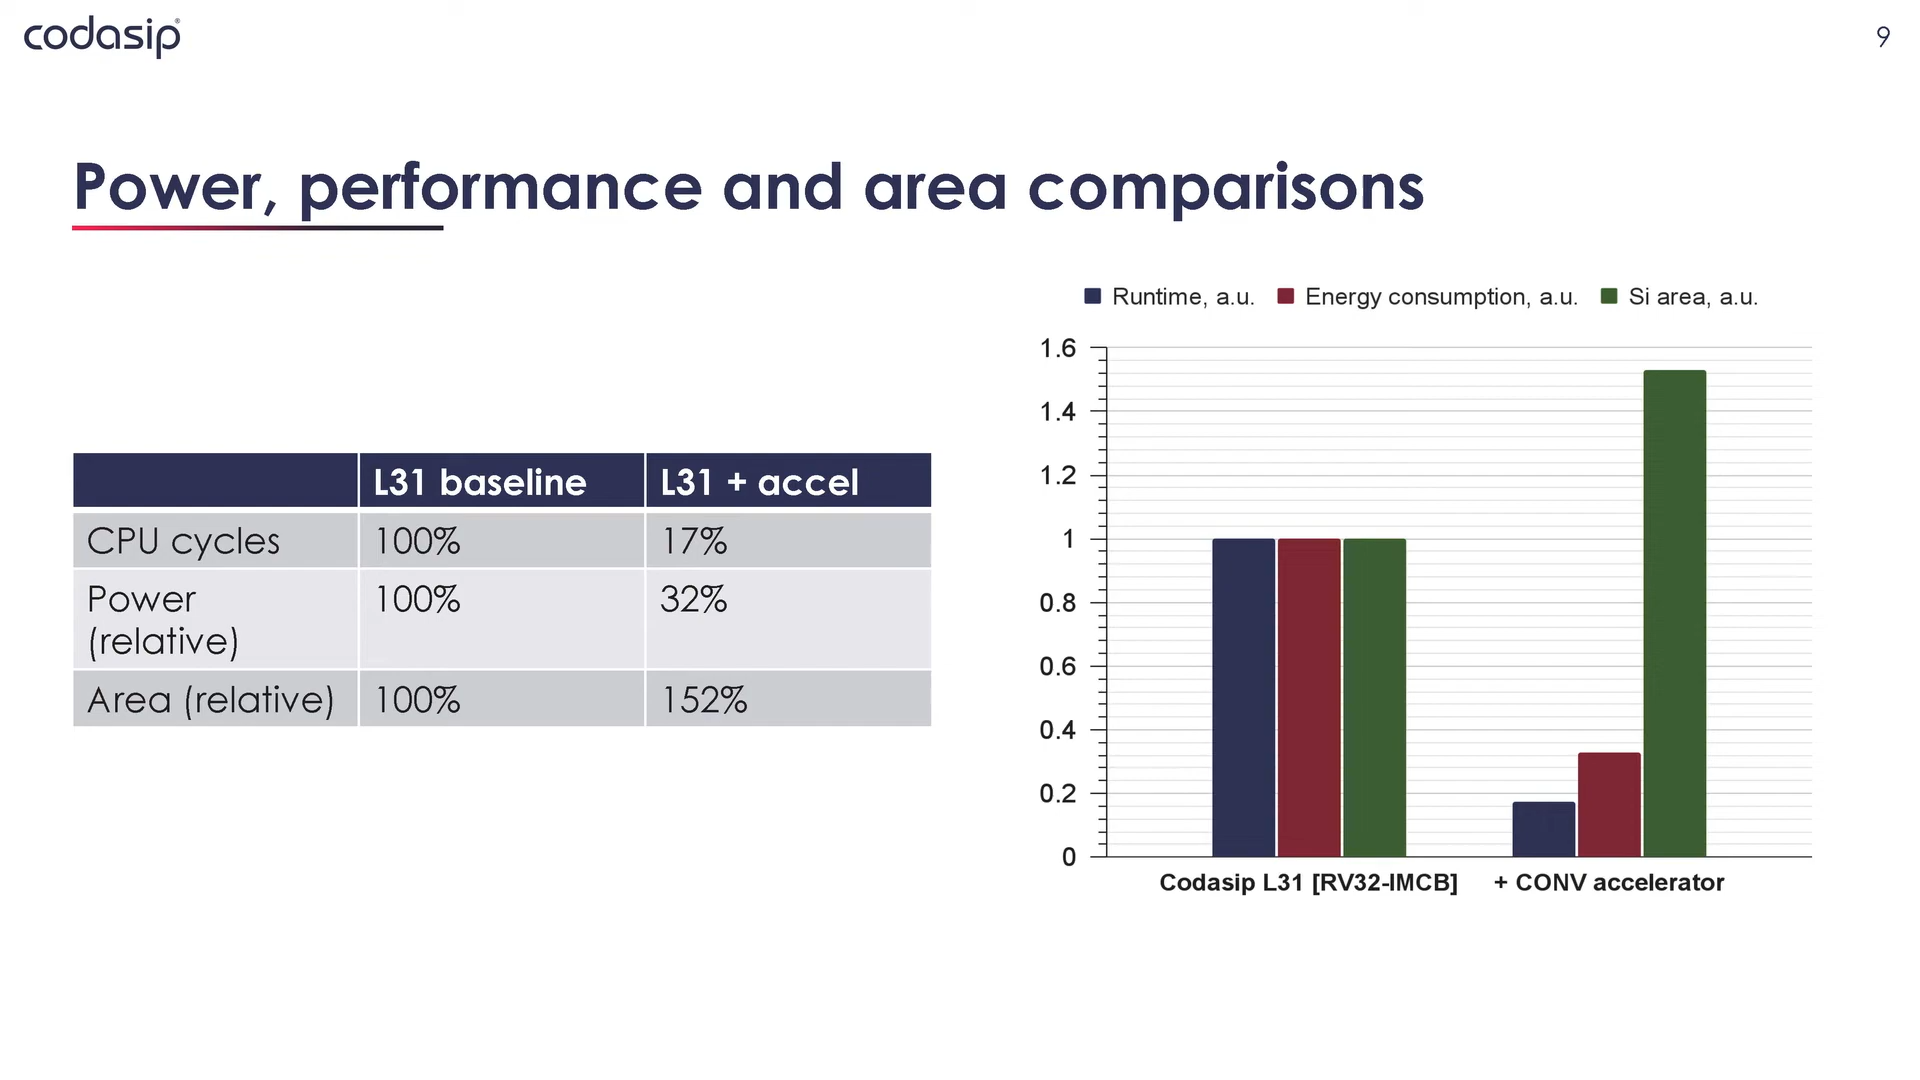 codasip
9
Power, performance and area comparisons
L31 baseline L31 + accel
CPU cycles 100% 17%
Power
(relative) 100% 32%
Area (relative) 100% 152%
Runtime, a.u. Energy consumption, a.u. Si area, a.u.
1.6
1.4
1.2
1
0.8
0.6
0.4
0.2
0
Codasip L31 [RV32-IMCB] + CONV accelerator